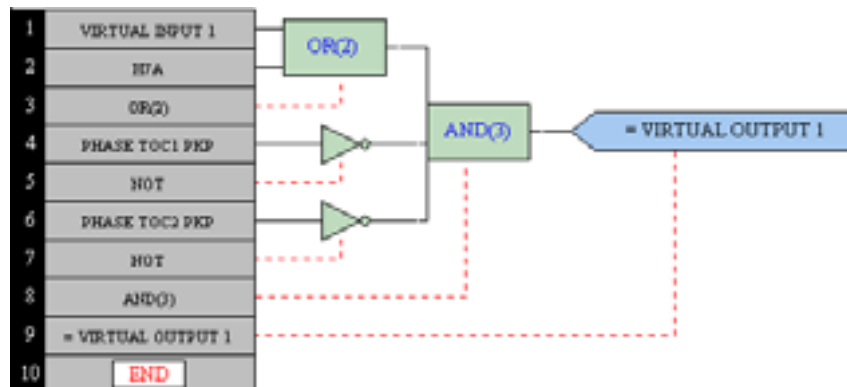 1 VIRTUAL INPUT 1
2 H7A
3 OR(2)
4 PHASE TOC1 PKP
5 NOT
6 PHASE TOC2 PKP
7 NOT
8 AND(3)
9 = VIRTUAL OUTPUT 1
10 END
OR(2)
AND(3)
= VIRTUAL OUTPUT 1